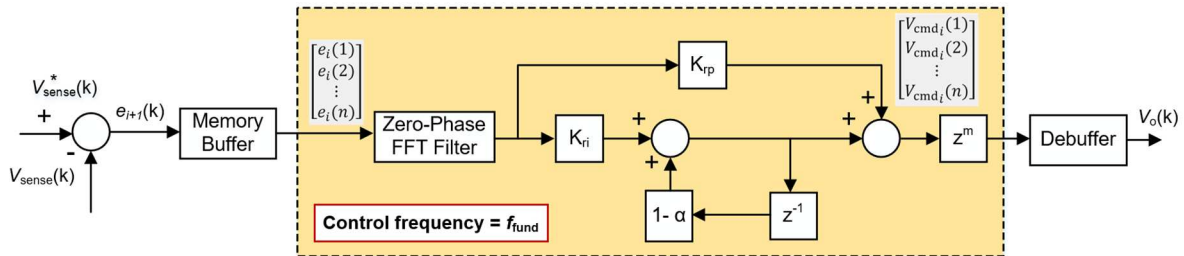 V*sense(k)
+
-
Vsense(k)
ei+1(k)
Memory
Buffer
[ei(1)
ei(2)
⋮
ei(n)]
Zero-Phase
FFT Filter
Krp
Kri
+
+
1- α
z-1
+
+
[Vcmdi(1)
Vcmdi(2)
⋮
Vcmdi(n)]
zm
Debuffer
Vo(k)
Control frequency = ffund